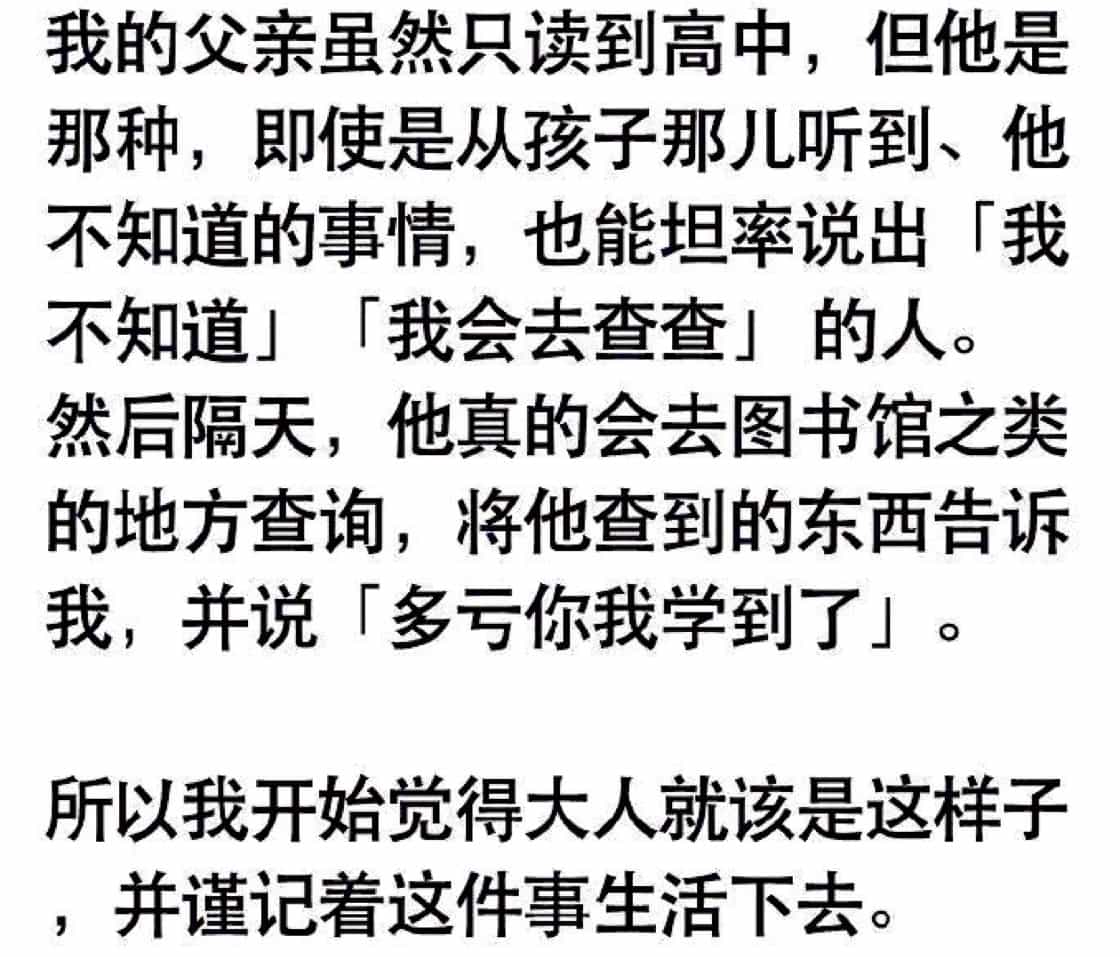 我的父亲虽然只读到高中，但他是
那种，即使是从孩子那儿听到、他
不知道的事情，也能坦率说出「我
不知道」「我会去查查」的人。
然后隔天，他真的会去图书馆之类
的地方查询，将他查到的东西告诉
我，并说「多亏你我学到了」。
所以我开始觉得大人就该是这样子
，并谨记着这件事生活下去。